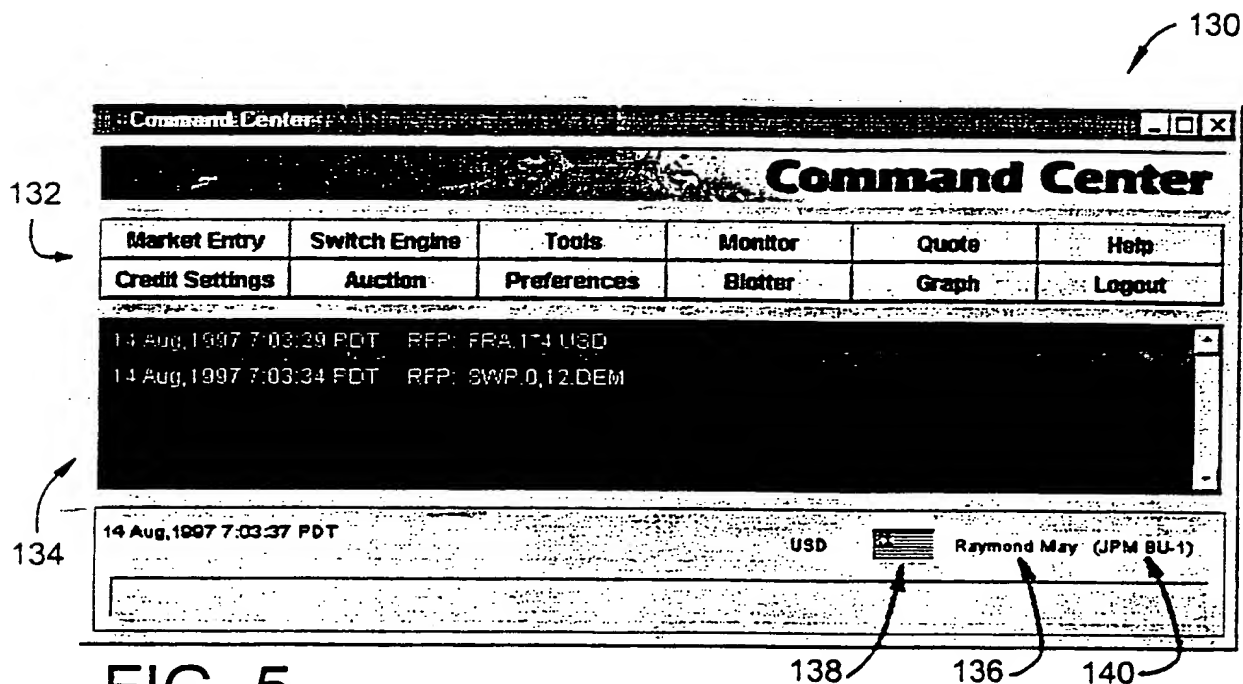 130
Command Center
Command Center
132
Market Entry Switch Engine Tools Monitor Quote Help
Credit Settings Auction Preferences Blotter Graph Logout
14 Aug,1997 7:03:29 PDT RFP: FRA.1*4.USD
14 Aug,1997 7:03:34 PDT RFP: SWP.0,12.DEM
134
14 Aug,1997 7:03:37 PDT
USD Raymond May (JPM BU-1)
138 136 140
FIG. 5